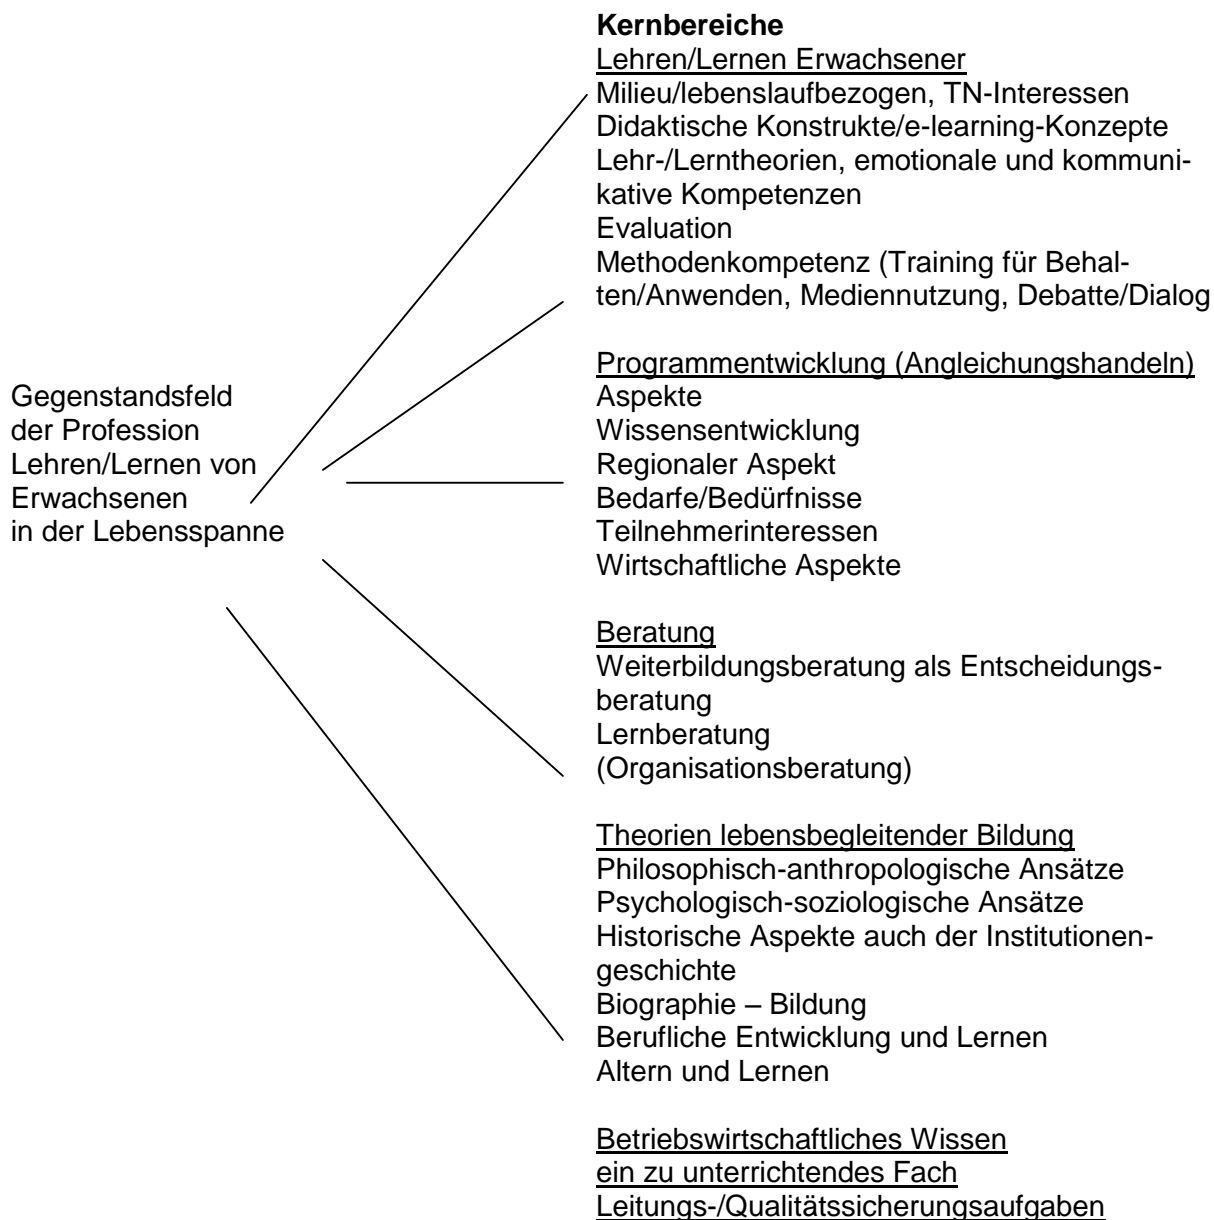 Kernbereiche
Lehren/Lernen Erwachsener
Milieu/lebenslaufbezogen, TN-Interessen
Didaktische Konstrukte/e-learning-Konzepte
Lehr-/Lerntheorien, emotionale und kommuni-
kative Kompetenzen
Evaluation
Methodenkompetenz (Training für Behal-
ten/Anwenden, Mediennutzung, Debatte/Dialog
Gegenstandsfeld
der Profession
Lehren/Lernen von
Erwachsenen
in der Lebensspanne
Programmentwicklung (Angleichungshandeln)
Aspekte
Wissensentwicklung
Regionaler Aspekt
Bedarfe/Bedürfnisse
Teilnehmerinteressen
Wirtschaftliche Aspekte
Beratung
Weiterbildungsberatung als Entscheidungs-
beratung
Lernberatung
(Organisationsberatung)
Theorien lebensbegleitender Bildung
Philosophisch-anthropologische Ansätze
Psychologisch-soziologische Ansätze
Historische Aspekte auch der Institutionen-
geschichte
Biographie – Bildung
Berufliche Entwicklung und Lernen
Altern und Lernen
Betriebswirtschaftliches Wissen
ein zu unterrichtendes Fach
Leitungs-/Qualitätssicherungsaufgaben